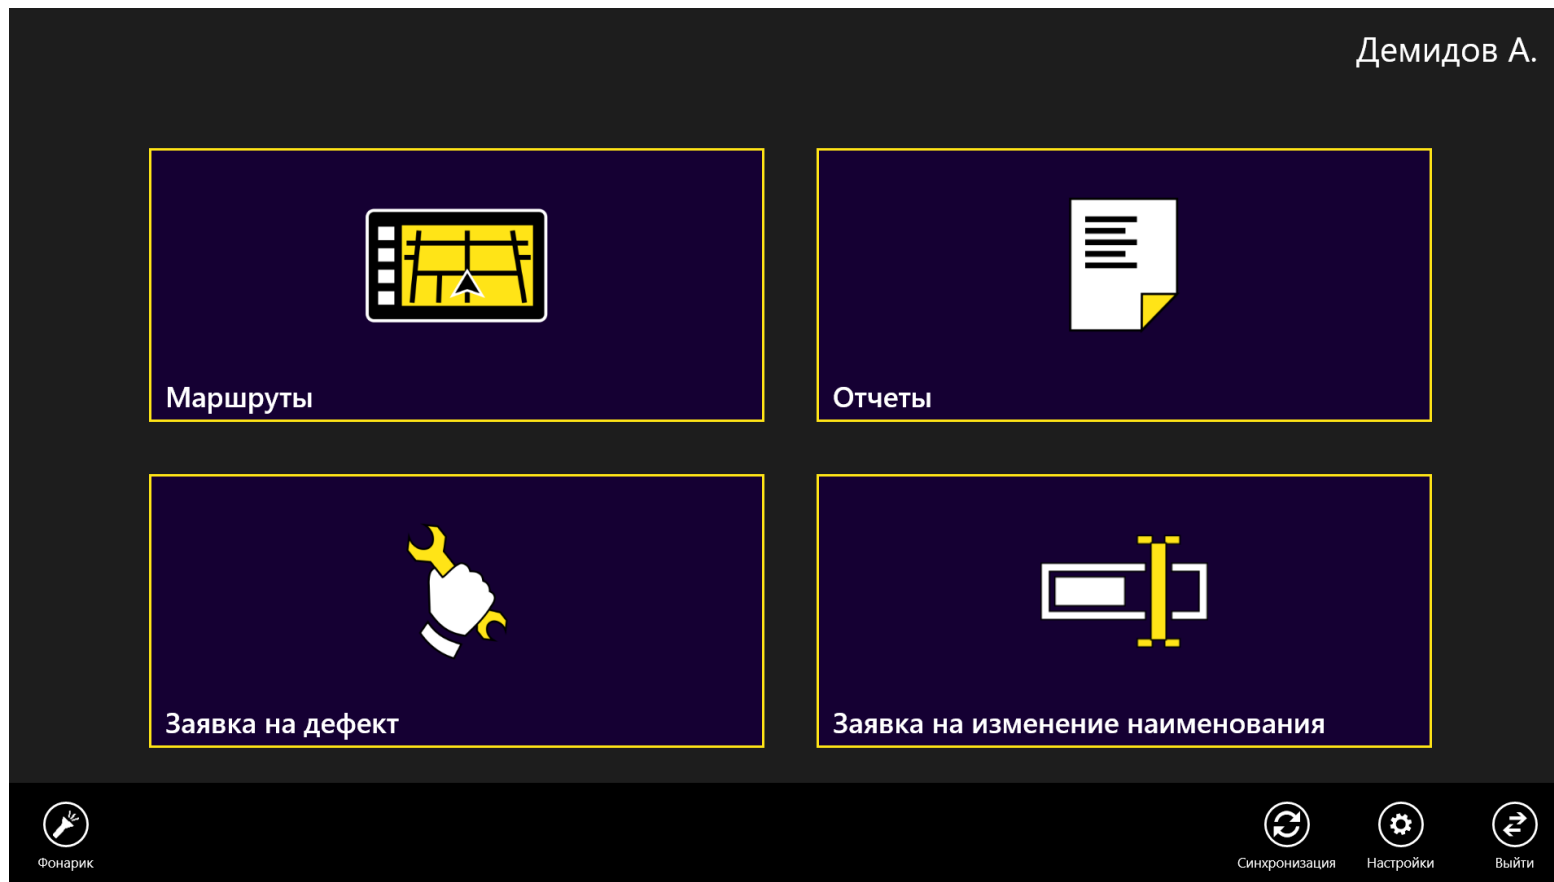 Демидов А.
Маршруты
Отчеты
Заявка на дефект
Заявка на изменение наименования
Фонарик
Синхронизация
Настройки
Выйти